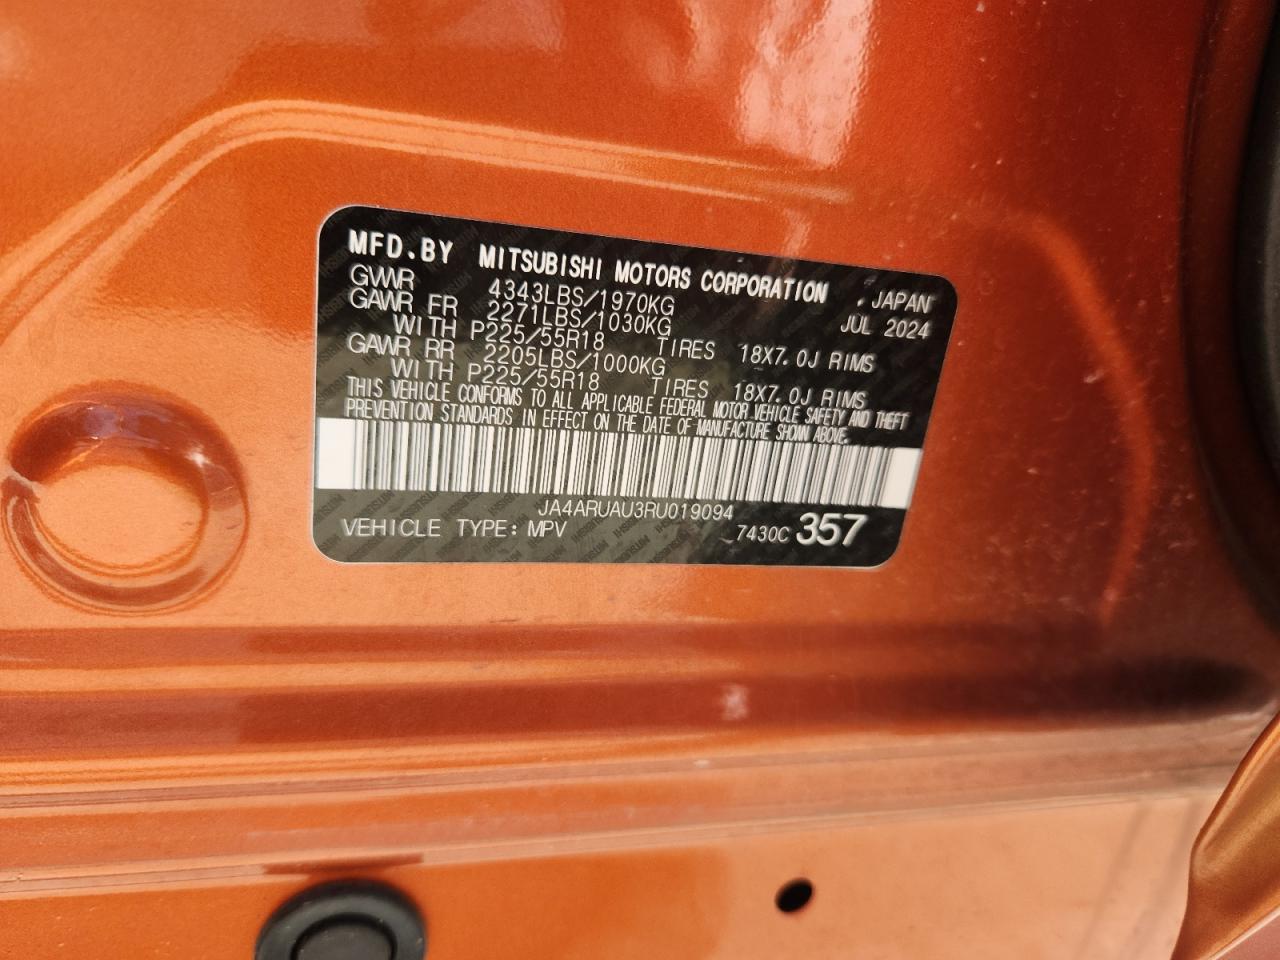 MFD.BY MITSUBISHI MOTORS CORPORATION , JAPAN
GWWR 4343LBS/1970KG JUL 2024
GAWR FR 2271LBS/1030KG
WITH P225/55R18 TIRES 18X7.0J RIMS
GAWR RR 2205LBS/1000KG
WITH P225/55R18 TIRES 18X7.0J RIMS
THIS VEHICLE CONFORMS TO ALL APPLICABLE FEDERAL MOTOR VEHICLE SAFETY AND THEFT
PREVENTION STANDARDS IN EFFECT ON THE DATE OF MANUFACTURE SHOWN ABOVE.
JA4ARUAU3RU019094
VEHICLE TYPE: MPV 7430C 357